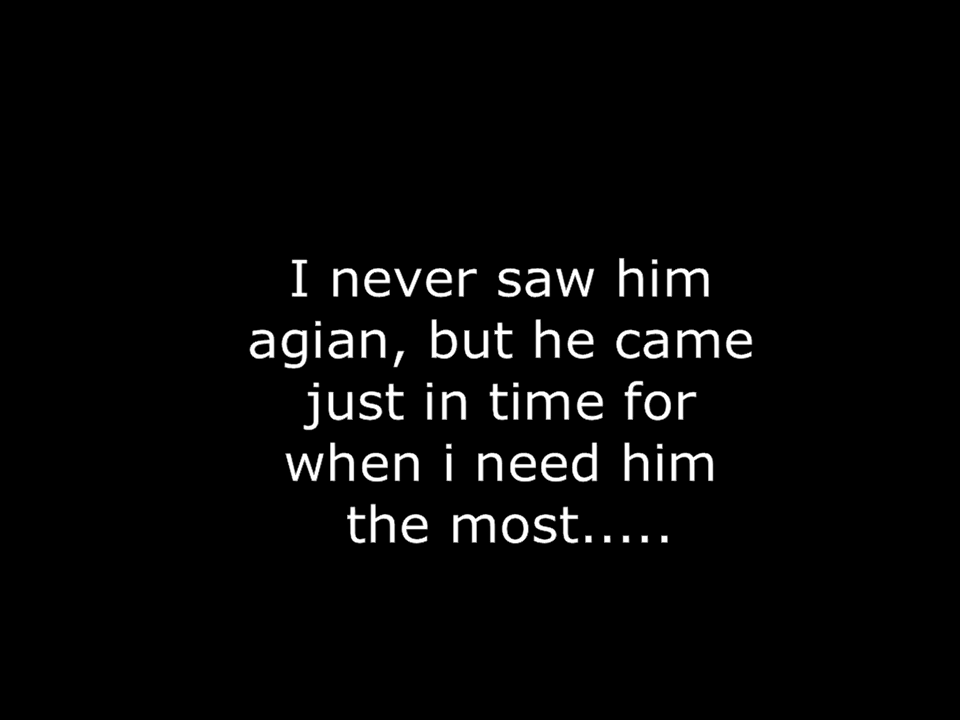 I never saw him
agian, but he came
just in time for
when i need him
the most.....